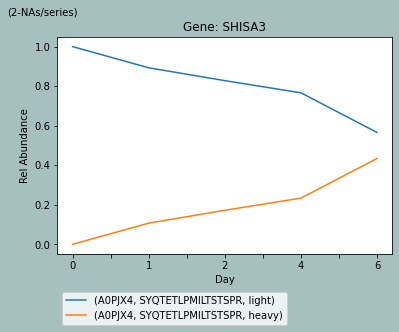 (2-NAs/series)
Gene: SHISA3
1.0
0.8
0.6
0.4
0.2
0.0
Rel Abundance
0 1 2 4 6
Day
(A0PJX4, SYQTETLPMILTSTSPR, light)
(A0PJX4, SYQTETLPMILTSTSPR, heavy)